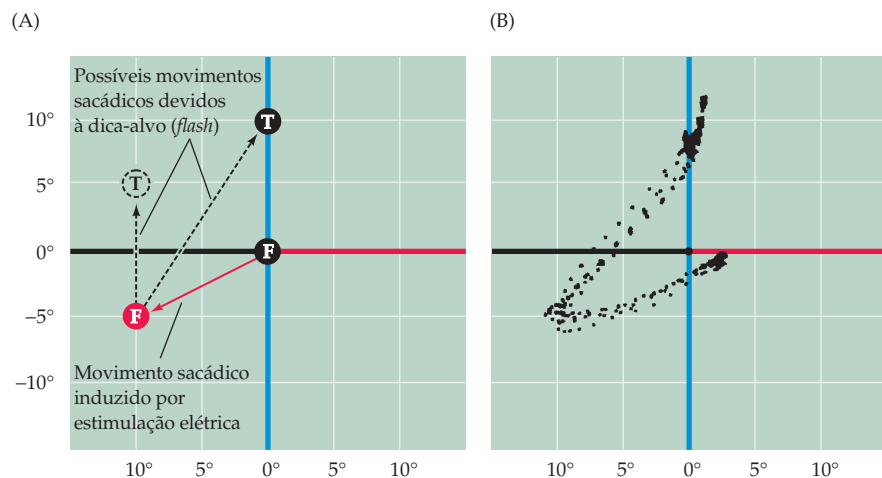 (A)
Possíveis movimentos
sacádicos devidos
à dica-alvo (flash)
T
T
F
F
Movimento sacádico
induzido por
estimulação elétrica
10°
5°
0°
–5°
–10°
10°
5°
0°
5°
10°
(B)
10°
5°
0°
5°
10°